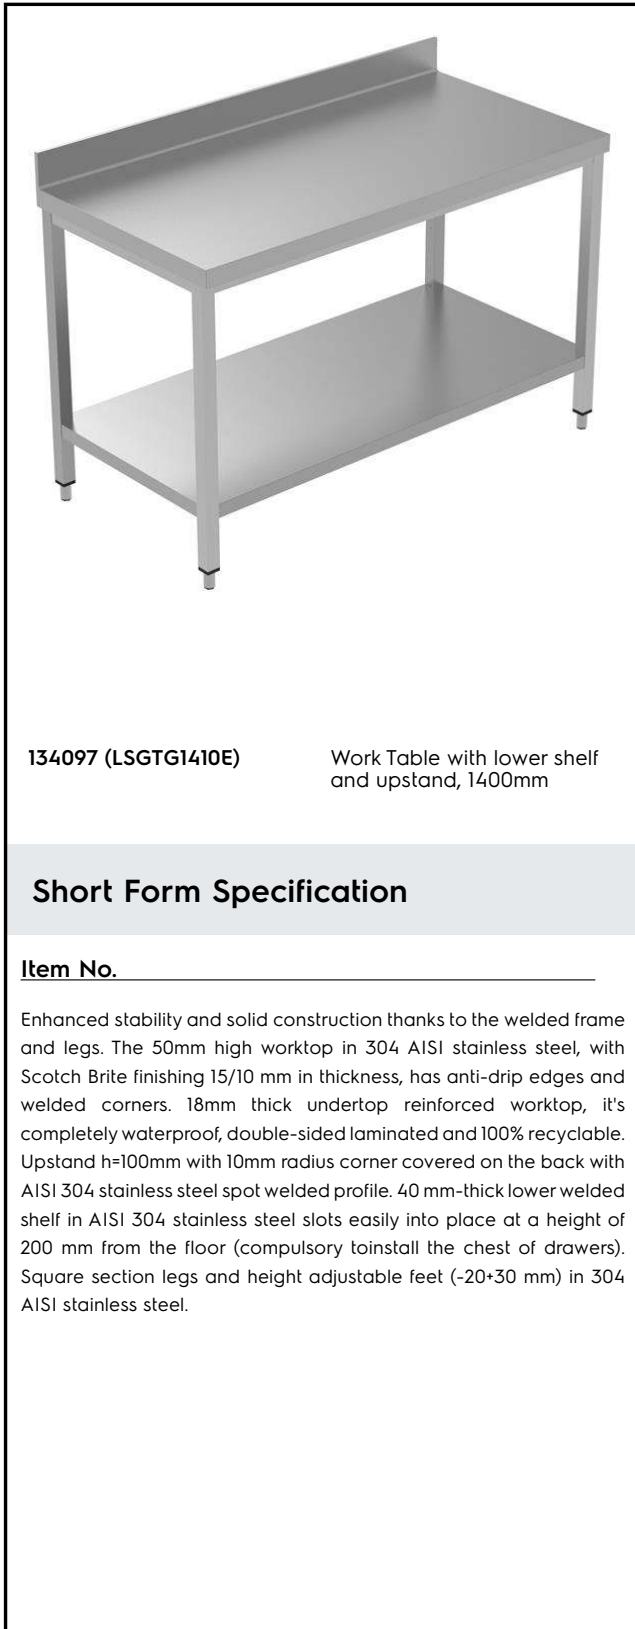 134097 (LSGTG1410E)
Work Table with lower shelf
and upstand, 1400mm
Short Form Specification
Item No.
Enhanced stability and solid construction thanks to the welded frame
and legs. The 50mm high worktop in 304 AISI stainless steel, with
Scotch Brite finishing 15/10 mm in thickness, has anti-drip edges and
welded corners. 18mm thick undertop reinforced worktop, it's
completely waterproof, double-sided laminated and 100% recyclable.
Upstand h=100mm with 10mm radius corner covered on the back with
AISI 304 stainless steel spot welded profile. 40 mm-thick lower welded
shelf in AISI 304 stainless steel slots easily into place at a height of
200 mm from the floor (compulsory toinstall the chest of drawers).
Square section legs and height adjustable feet (-20+30 mm) in 304
AISI stainless steel.